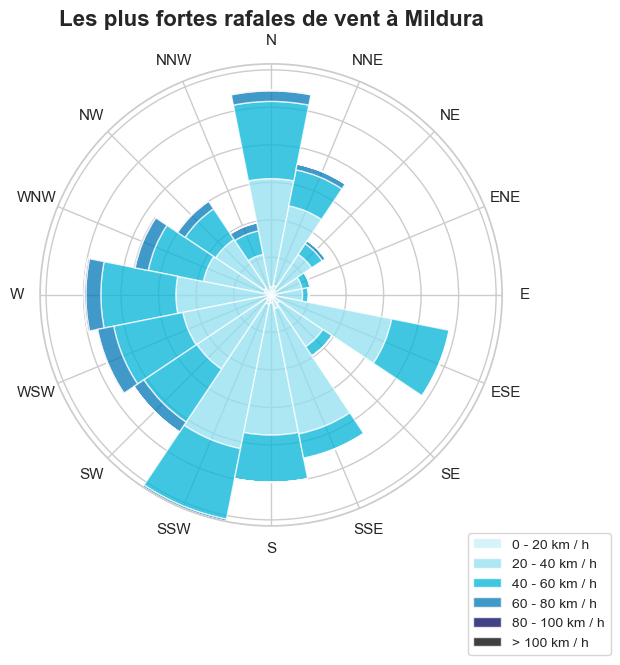 Les plus fortes rafales de vent à Mildura
N
NNW
NNE
NW
NE
WNW
ENE
W
E
WSW
ESE
SW
SE
SSW
SSE
S
0 - 20 km / h
20 - 40 km / h
40 - 60 km / h
60 - 80 km / h
80 - 100 km / h
> 100 km / h